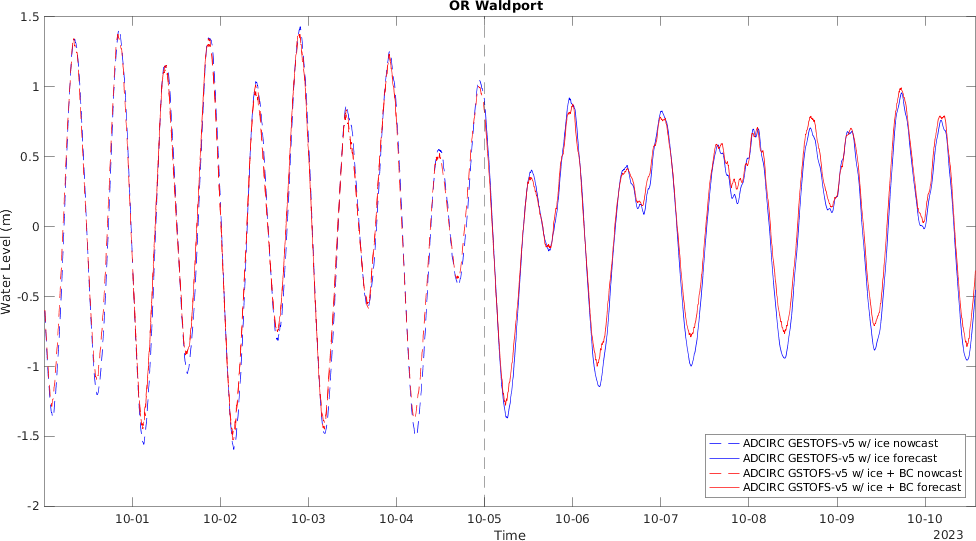 OR Waldport
1.5
1
0.5
0
-0.5
-1
-1.5
-2
Water Level (m)
ADCIRC GESTOFS-v5 w/ ice nowcast
ADCIRC GESTOFS-v5 w/ ice forecast
ADCIRC GSTOFS-v5 w/ ice + BC nowcast
ADCIRC GSTOFS-v5 w/ ice + BC forecast
10-01 10-02 10-03 10-04 10-05 10-06 10-07 10-08 10-09 10-10
Time
2023